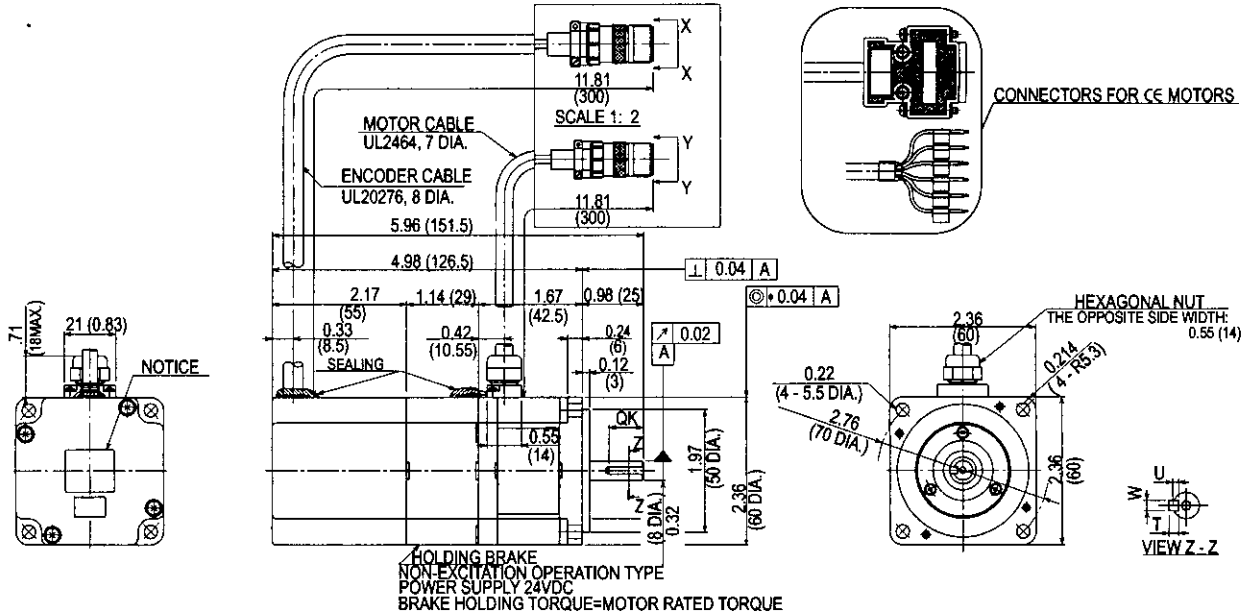 X
X
11.81
(300)
SCALE 1: 2
MOTOR CABLE
UL2464, 7 DIA.
ENCODER CABLE
UL20276, 8 DIA.
Y
Y
11.81
(300)
CONNECTORS FOR CE MOTORS
5.96 (151.5)
4.98 (126.5)
⊥ 0.04 A
2.17
(55)
1.14 (29)
1.67
(42.5)
0.98 (25)
◎ 0.04 A
.71
(18MAX.)
21 (0.83)
0.33
(8.5)
0.42
(10.55)
0.24
(6)
↗ 0.02
A
SEALING
0.12
(3)
NOTICE
QK
Z
Z
0.55
(14)
1.97
(50 DIA.)
(8 DIA.)
0.32
2.36
(60 DIA.)
HOLDING BRAKE
NON-EXCITATION OPERATION TYPE
POWER SUPPLY 24VDC
BRAKE HOLDING TORQUE=MOTOR RATED TORQUE
HEXAGONAL NUT
THE OPPOSITE SIDE WIDTH:
0.55 (14)
2.36
(60)
0.22
(4 - 5.5 DIA.)
0.214
( 4 - R5.3)
2.76
(70 DIA.)
2.36
(60)
U
W
T
VIEW Z - Z